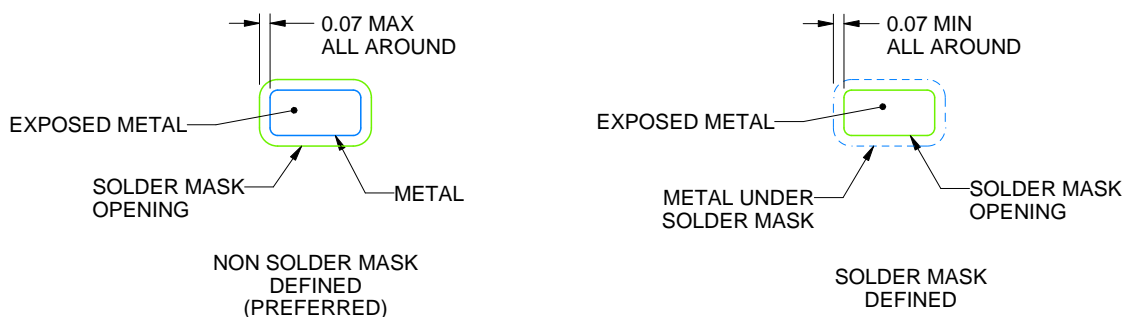 0.07 MAX
ALL AROUND
EXPOSED METAL
SOLDER MASK
OPENING
METAL
NON SOLDER MASK
DEFINED
(PREFERRED)
0.07 MIN
ALL AROUND
EXPOSED METAL
METAL UNDER
SOLDER MASK
SOLDER MASK
OPENING
SOLDER MASK
DEFINED